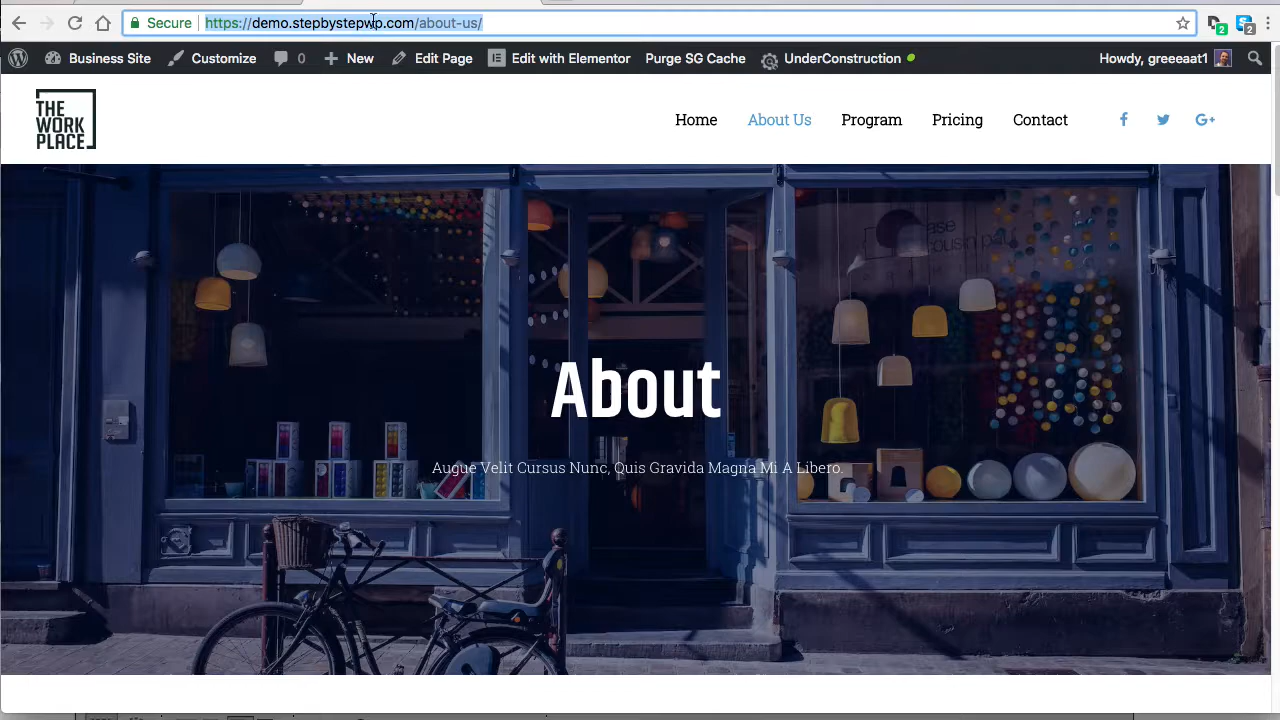 Secure https://demo.stepbystepwp.com/about-us/
2 2
Business Site Customize 0 New Edit Page Edit with Elementor Purge SG Cache UnderConstruction Howdy, greeeaat1
THE
WORK
PLACE
Home About Us Program Pricing Contact
About
Augue Velit Cursus Nunc, Quis Gravida Magna Mi A Libero.